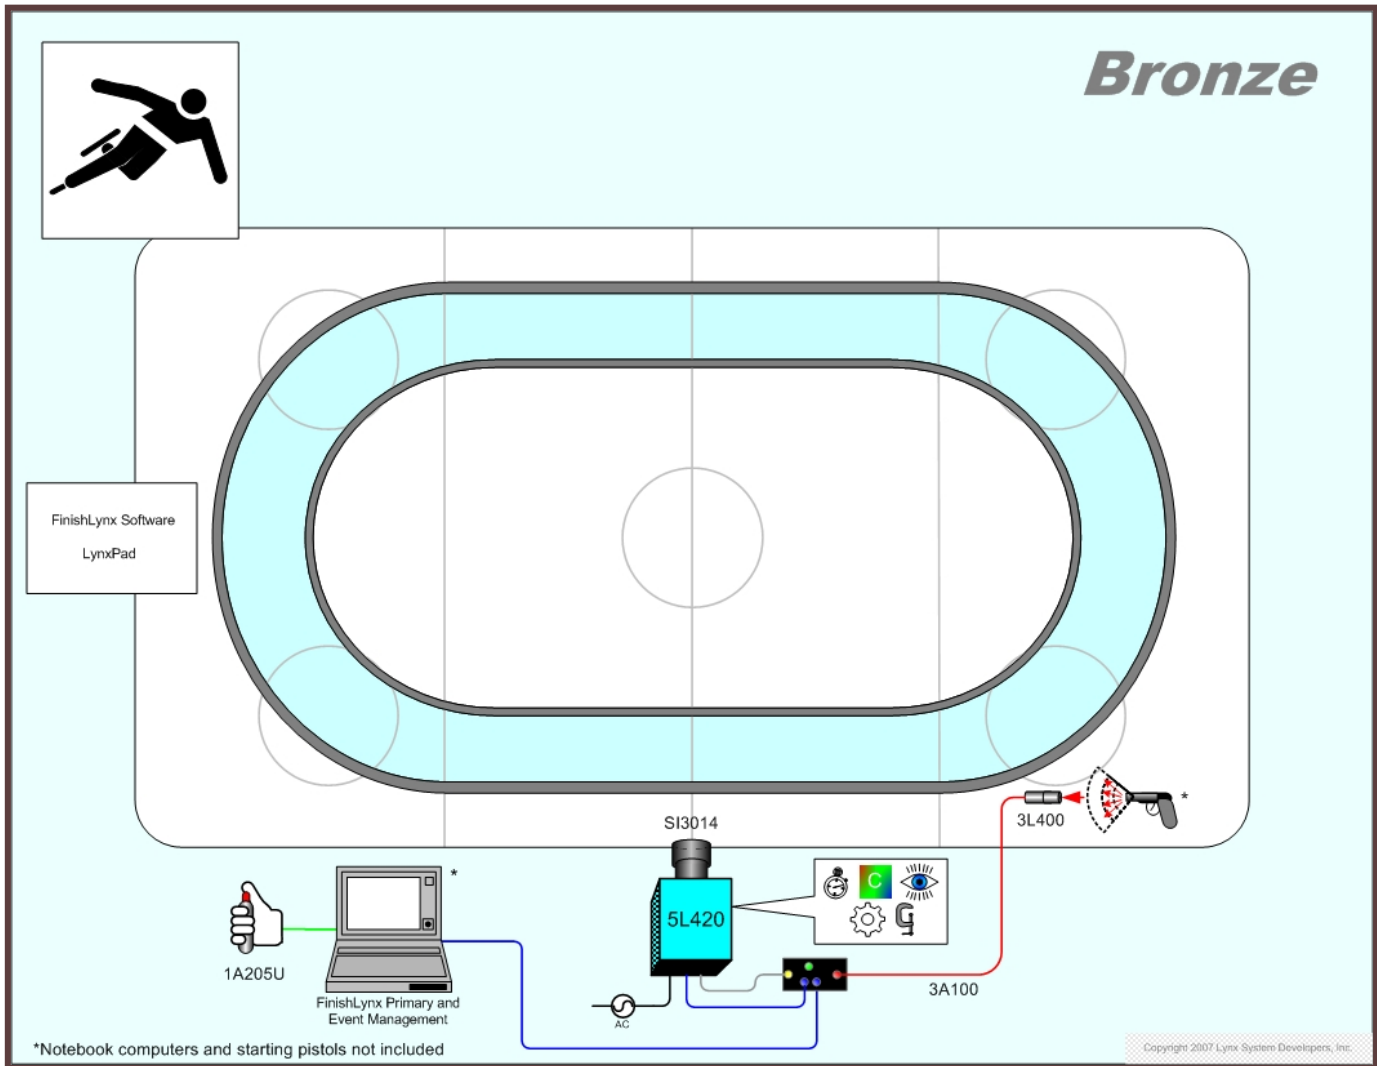 Bronze
FinishLynx Software
LynxPad
SI3014
3L400
*
*
C
5L420
1A205U
3A100
FinishLynx Primary and
Event Management
AC
*Notebook computers and starting pistols not included
Copyright 2007 Lynx System Developers, Inc.